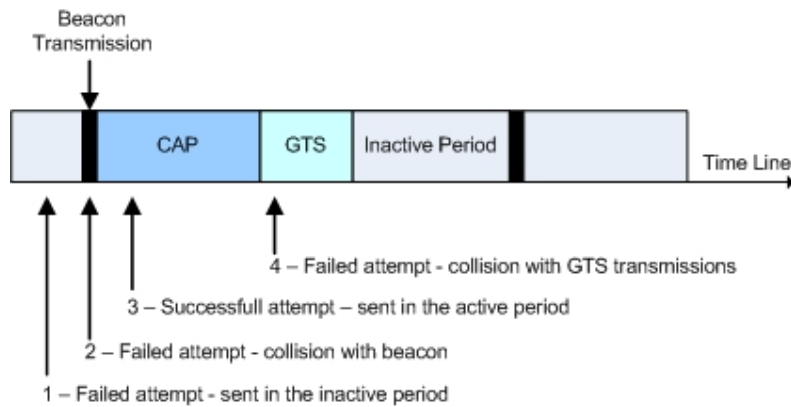 Beacon
Transmission
CAP
GTS
Inactive Period
Time Line
4 – Failed attempt - collision with GTS transmissions
3 – Successfull attempt – sent in the active period
2 – Failed attempt - collision with beacon
1 – Failed attempt - sent in the inactive period